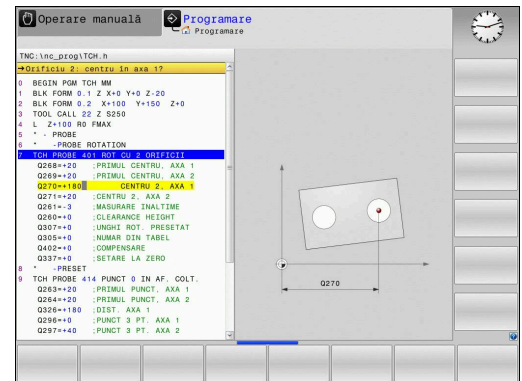 Operare manuală
Programare
Programare
TNC:\nc_prog\TCH.h
→Orificiu 2: centru în axa 1?
0 BEGIN PGM TCH MM
1 BLK FORM 0.1 Z X+0 Y+0 Z-20
2 BLK FORM 0.2 X+100 Y+150 Z+0
3 TOOL CALL 22 Z S250
4 L Z+100 R0 FMAX
5 * - PROBE
6 * -PROBE ROTATION
7 TCH PROBE 401 ROT CU 2 ORIFICII
Q268=+20 ;PRIMUL CENTRU, AXA 1
Q269=+20 ;PRIMUL CENTRU, AXA 2
Q270=+180 CENTRU 2, AXA 1
Q271=+20 ;CENTRU 2, AXA 2
Q261=-3 ;MASURARE INALTIME
Q260=+0 ;CLEARANCE HEIGHT
Q307=+0 ;UNGHI ROT. PRESETAT
Q305=+0 ;NUMAR DIN TABEL
Q402=+0 ;COMPENSARE
Q337=+0 ;SETARE LA ZERO
8 * -PRESET
9 TCH PROBE 414 PUNCT 0 IN AF. COLT.
Q263=+20 ;PRIMUL PUNCT, AXA 1
Q264=+20 ;PRIMUL PUNCT, AXA 2
Q326=+180 ;DIST. AXA 1
Q296=+0 ;PUNCT 3 PT. AXA 1
Q297=+40 ;PUNCT 3 PT. AXA 2
Q270